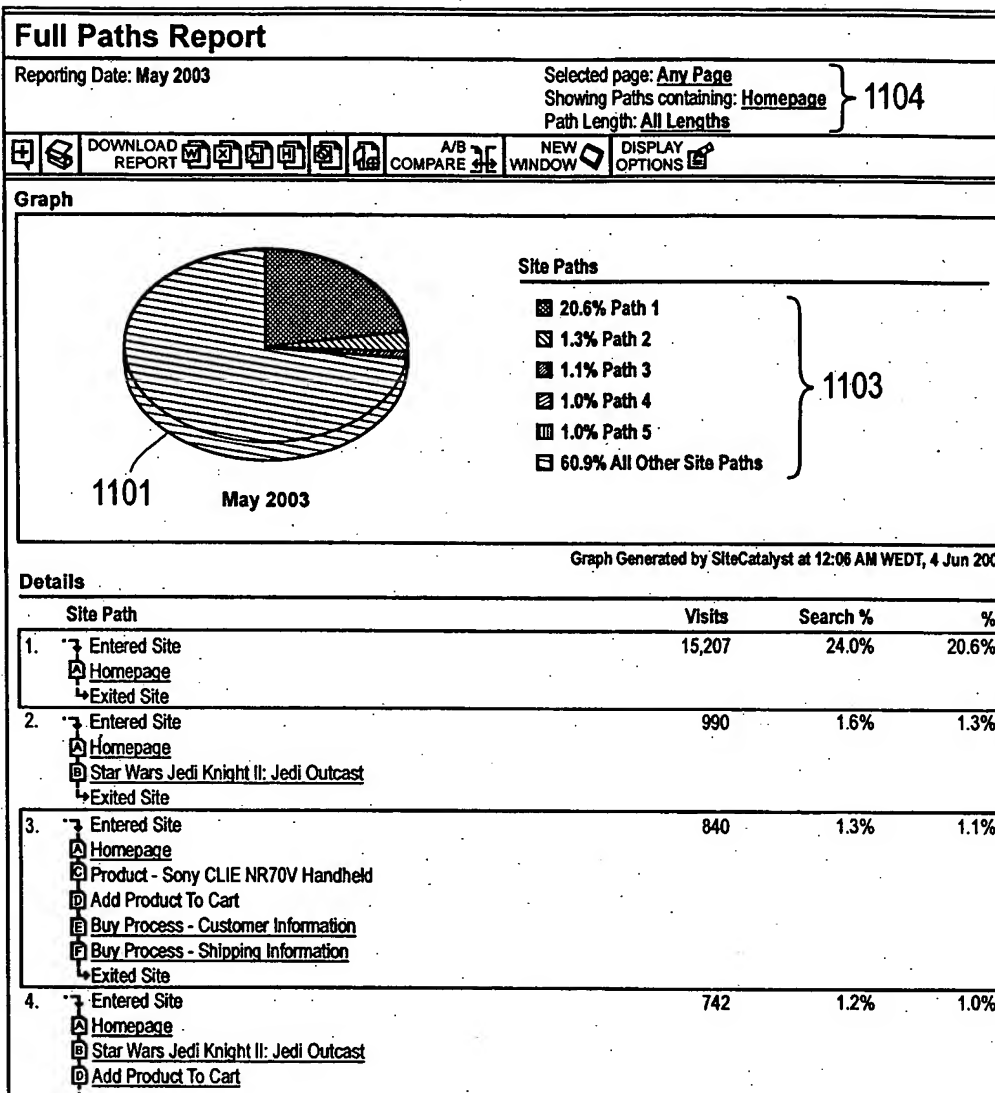 Full Paths Report
Reporting Date: May 2003
Selected page: Any Page
Showing Paths containing: Homepage
Path Length: All Lengths
1104
DOWNLOAD REPORT
A/B COMPARE
NEW WINDOW
DISPLAY OPTIONS
Graph
Site Paths
20.6% Path 1
1.3% Path 2
1.1% Path 3
1.0% Path 4
1.0% Path 5
60.9% All Other Site Paths
1103
1101
May 2003
Graph Generated by SiteCatalyst at 12:06 AM WEDT, 4 Jun 200
Details
Site Path Visits Search % %
1. Entered Site 15,207 24.0% 20.6%
A Homepage
Exited Site
2. Entered Site 990 1.6% 1.3%
A Homepage
B Star Wars Jedi Knight II: Jedi Outcast
Exited Site
3. Entered Site 840 1.3% 1.1%
A Homepage
C Product - Sony CLIE NR70V Handheld
D Add Product To Cart
E Buy Process - Customer Information
F Buy Process - Shipping Information
Exited Site
4. Entered Site 742 1.2% 1.0%
A Homepage
B Star Wars Jedi Knight II: Jedi Outcast
D Add Product To Cart